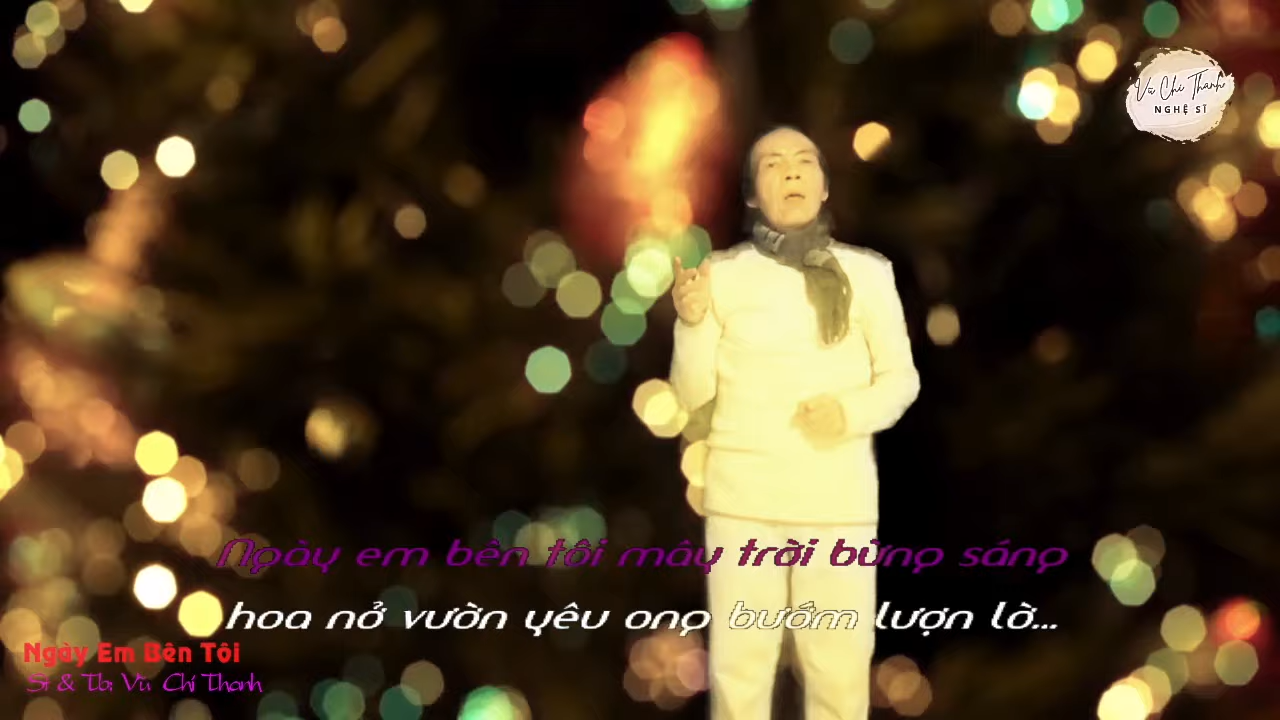 Vũ Chí Thanh
NGHỆ SĨ
Ngày em bên tôi mây trời bừng sáng
hoa nở vườn yêu ong bướm lượn lờ...
Ngày Em Bên Tôi
St & Tb: Vũ Chí Thanh